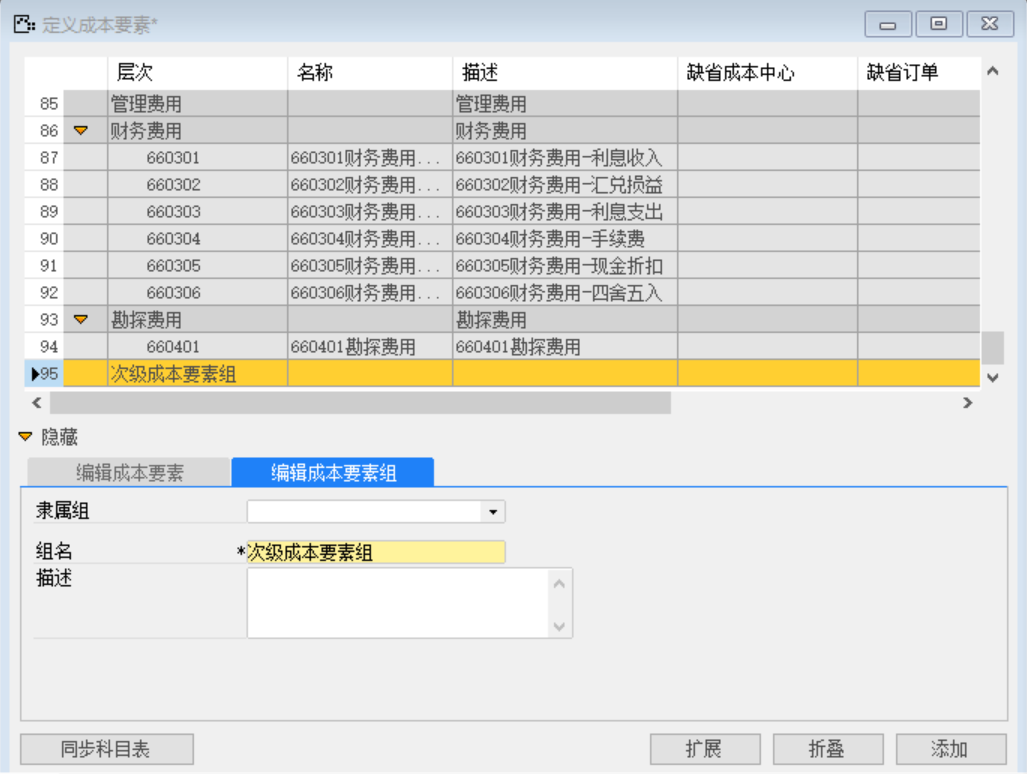 定义成本要素*
层次 名称 描述 缺省成本中心 缺省订单
85 管理费用 管理费用
86 财务费用 财务费用
87 660301 660301财务费用... 660301财务费用-利息收入
88 660302 660302财务费用... 660302财务费用-汇兑损益
89 660303 660303财务费用... 660303财务费用-利息支出
90 660304 660304财务费用... 660304财务费用-手续费
91 660305 660305财务费用... 660305财务费用-现金折扣
92 660306 660306财务费用... 660306财务费用-四舍五入
93 勘探费用 勘探费用
94 660401 660401勘探费用 660401勘探费用
95 次级成本要素组
隐藏
编辑成本要素 编辑成本要素组
隶属组
组名 *次级成本要素组
描述
同步科目表 扩展 折叠 添加